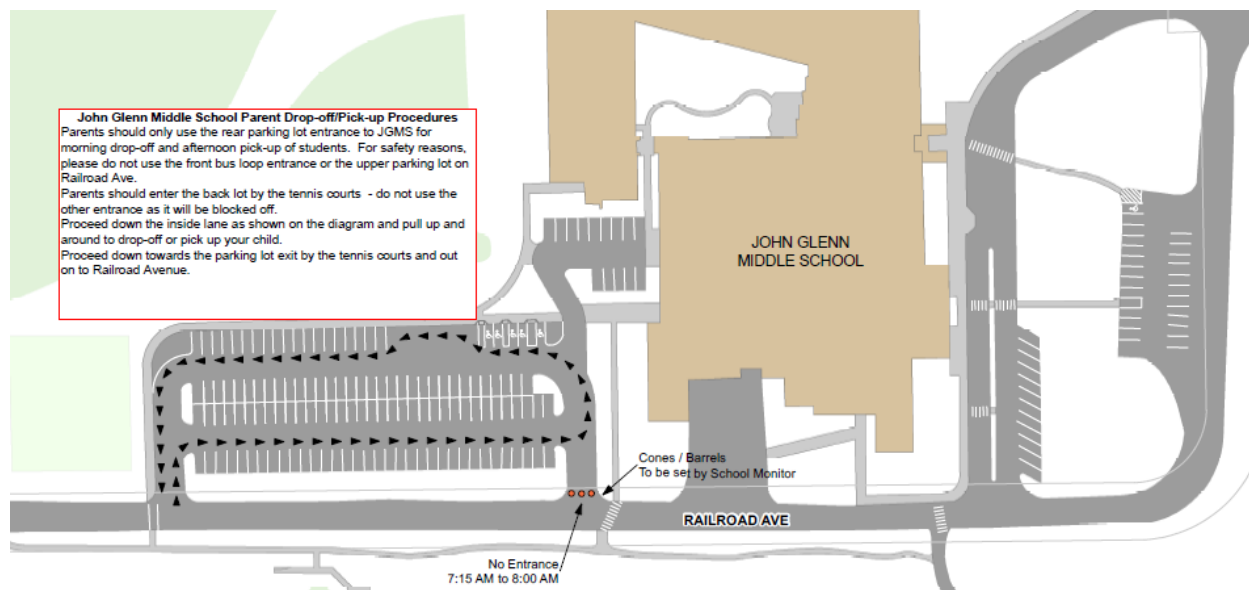 John Glenn Middle School Parent Drop-off/Pick-up Procedures
Parents should only use the rear parking lot entrance to JGMS for
morning drop-off and afternoon pick-up of students. For safety reasons,
please do not use the front bus loop entrance or the upper parking lot on
Railroad Ave.
Parents should enter the back lot by the tennis courts - do not use the
other entrance as it will be blocked off.
Proceed down the inside lane as shown on the diagram and pull up and
around to drop-off or pick up your child.
Proceed down towards the parking lot exit by the tennis courts and out
on to Railroad Avenue.
JOHN GLENN
MIDDLE SCHOOL
Cones / Barrels
To be set by School Monitor
RAILROAD AVE
No Entrance
7:15 AM to 8:00 AM